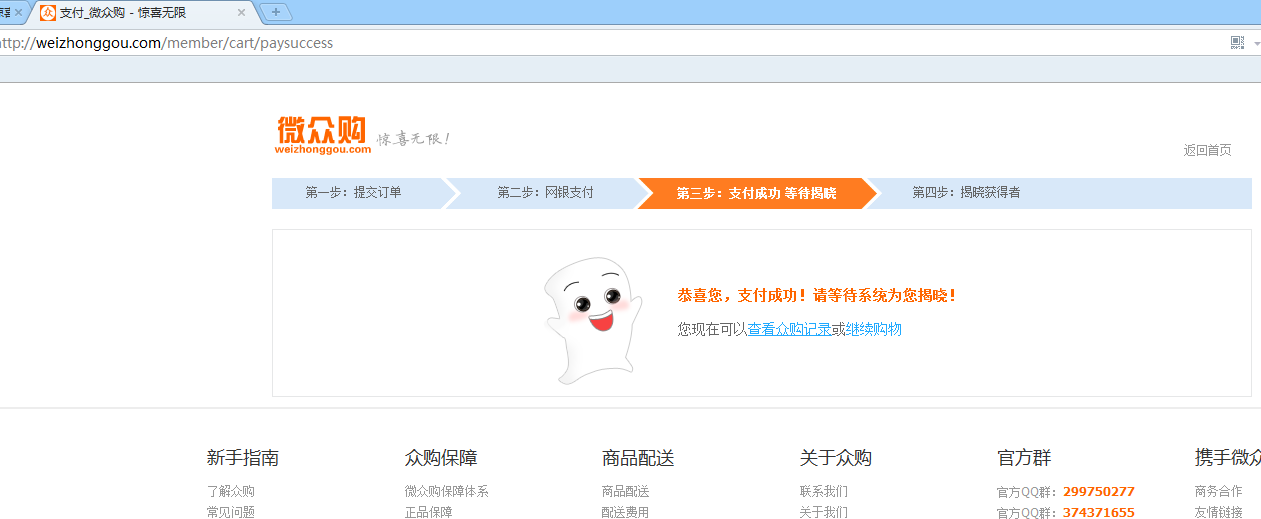 支付_微众购 - 惊喜无限
http://weizhonggou.com/member/cart/paysuccess
微众购 惊喜无限!
weizhonggou.com
返回首页
第一步：提交订单 第二步：网银支付 第三步：支付成功 等待揭晓 第四步：揭晓获得者
恭喜您，支付成功！请等待系统为您揭晓！
您现在可以查看众购记录或继续购物
新手指南 众购保障 商品配送 关于众购 官方群 携手微众
了解众购 微众购保障体系 商品配送 联系我们 官方QQ群：299750277 商务合作
常见问题 正品保障 配送费用 关于我们 官方QQ群：374371655 友情链接